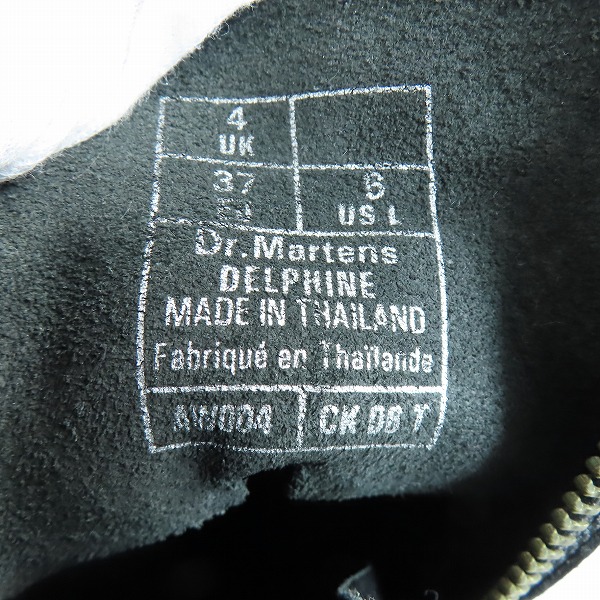 4
UK
37
6
US L
Dr.Martens
DELPHINE
MADE IN THAILAND
Fabriqué en Thaïlande
AW004
CK 08 T